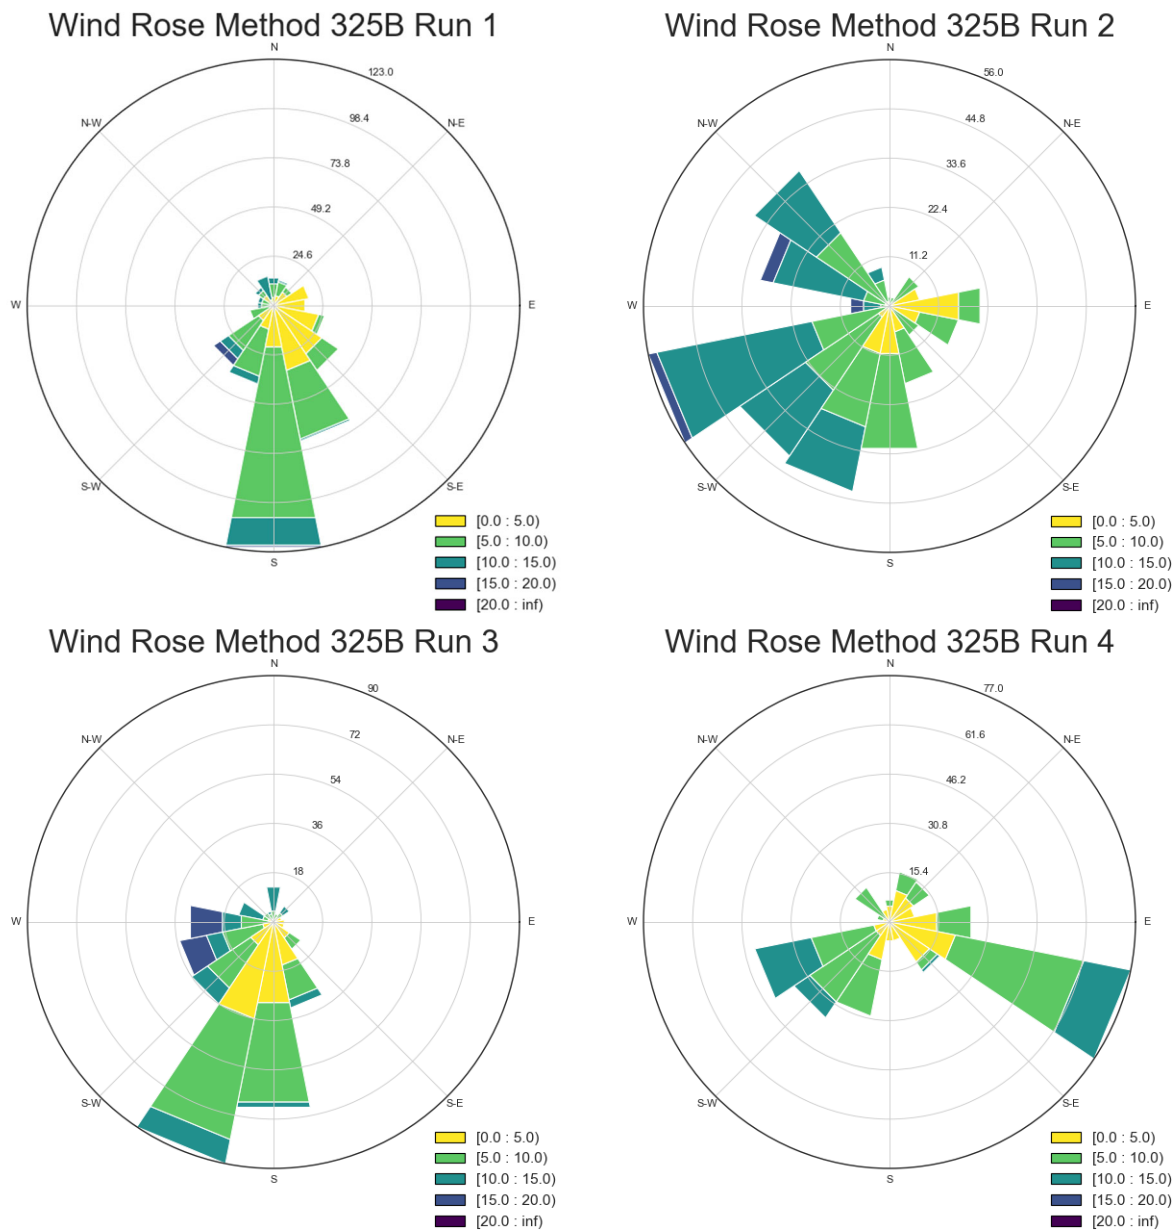 Wind Rose Method 325B Run 1
N
123.0
98.4
73.8
49.2
24.6
N-W
N-E
W
E
S-W
S-E
S
[0.0 : 5.0)
[5.0 : 10.0)
[10.0 : 15.0)
[15.0 : 20.0)
[20.0 : inf)
Wind Rose Method 325B Run 2
N
56.0
44.8
33.6
22.4
11.2
N-W
N-E
W
E
S-W
S-E
S
[0.0 : 5.0)
[5.0 : 10.0)
[10.0 : 15.0)
[15.0 : 20.0)
[20.0 : inf)
Wind Rose Method 325B Run 3
N
90
72
54
36
18
N-W
N-E
W
E
S-W
S-E
S
[0.0 : 5.0)
[5.0 : 10.0)
[10.0 : 15.0)
[15.0 : 20.0)
[20.0 : inf)
Wind Rose Method 325B Run 4
N
77.0
61.6
46.2
30.8
15.4
N-W
N-E
W
E
S-W
S-E
S
[0.0 : 5.0)
[5.0 : 10.0)
[10.0 : 15.0)
[15.0 : 20.0)
[20.0 : inf)